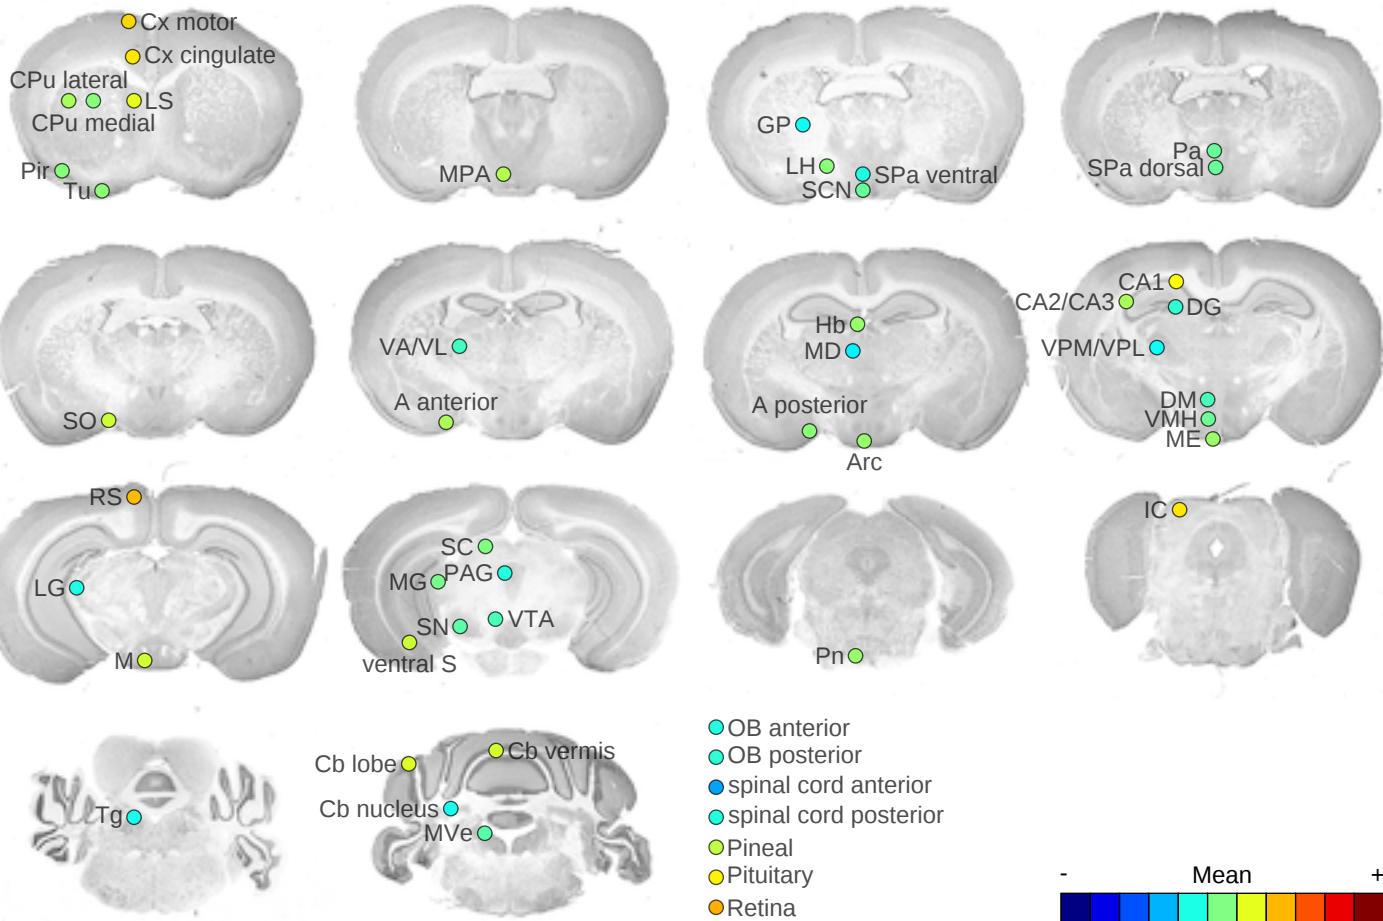 Cx motor
Cx cingulate
CPu lateral
LS
CPu medial
Pir
Tu
MPA
GP
LH
SPa ventral
SCN
Pa
SPa dorsal
SO
VA/VL
A anterior
Hb
MD
A posterior
Arc
CA1
CA2/CA3
DG
VPM/VPL
DM
VMH
ME
RS
LG
M
SC
MG
PAG
SN
VTA
ventral S
Pn
IC
Tg
Cb lobe
Cb vermis
Cb nucleus
MVe
OB anterior
OB posterior
spinal cord anterior
spinal cord posterior
Pineal
Pituitary
Retina
- Mean +